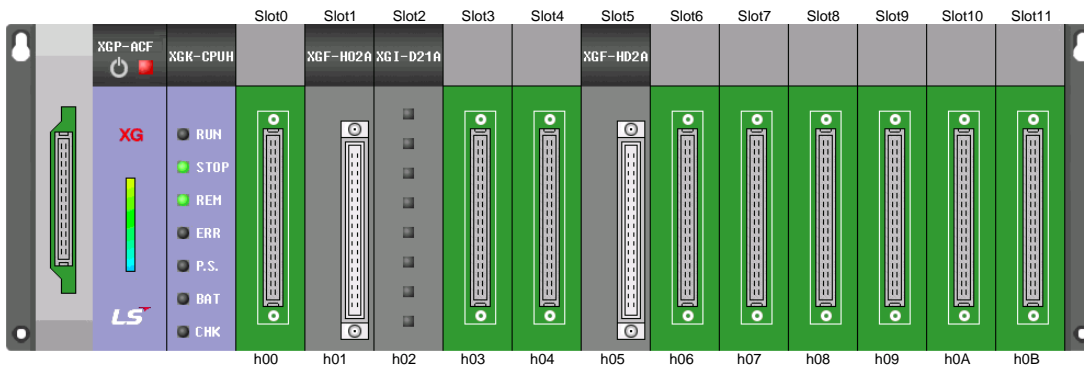 Slot0 Slot1 Slot2 Slot3 Slot4 Slot5 Slot6 Slot7 Slot8 Slot9 Slot10 Slot11
XGP-ACF XGK-CPUH XGF-HO2A XGI-D21A XGF-HD2A
XG
RUN
STOP
REM
ERR
P.S.
BAT
LS
CHK
h00 h01 h02 h03 h04 h05 h06 h07 h08 h09 h0A h0B